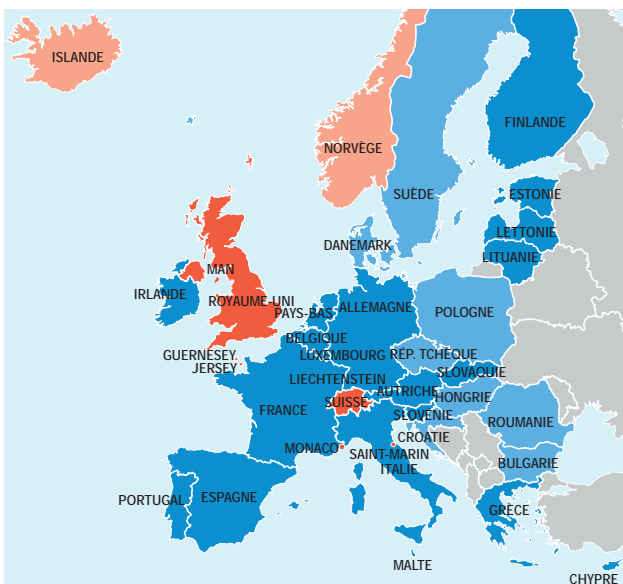 ISLANDE
FINLANDE
NORVÈGE
SUÈDE
ESTONIE
LETTONIE
DANEMARK
LITUANIE
MAN
IRLANDE
ROYAUME-UNI
ALLEMAGNE
PAYS-BAS
POLOGNE
BELGIQUE
GUERNESEY
LUXEMBOURG
RÉP. TCHÈQUE
JERSEY
SLOVAQUIE
LIECHTENSTEIN
AUTRICHE
HONGRIE
SUISSE
FRANCE
SLOVÉNIE
ROUMANIE
CROATIE
MONACO
SAINT-MARIN
BULGARIE
ITALIE
PORTUGAL
ESPAGNE
GRÈCE
MALTE
CHYPRE